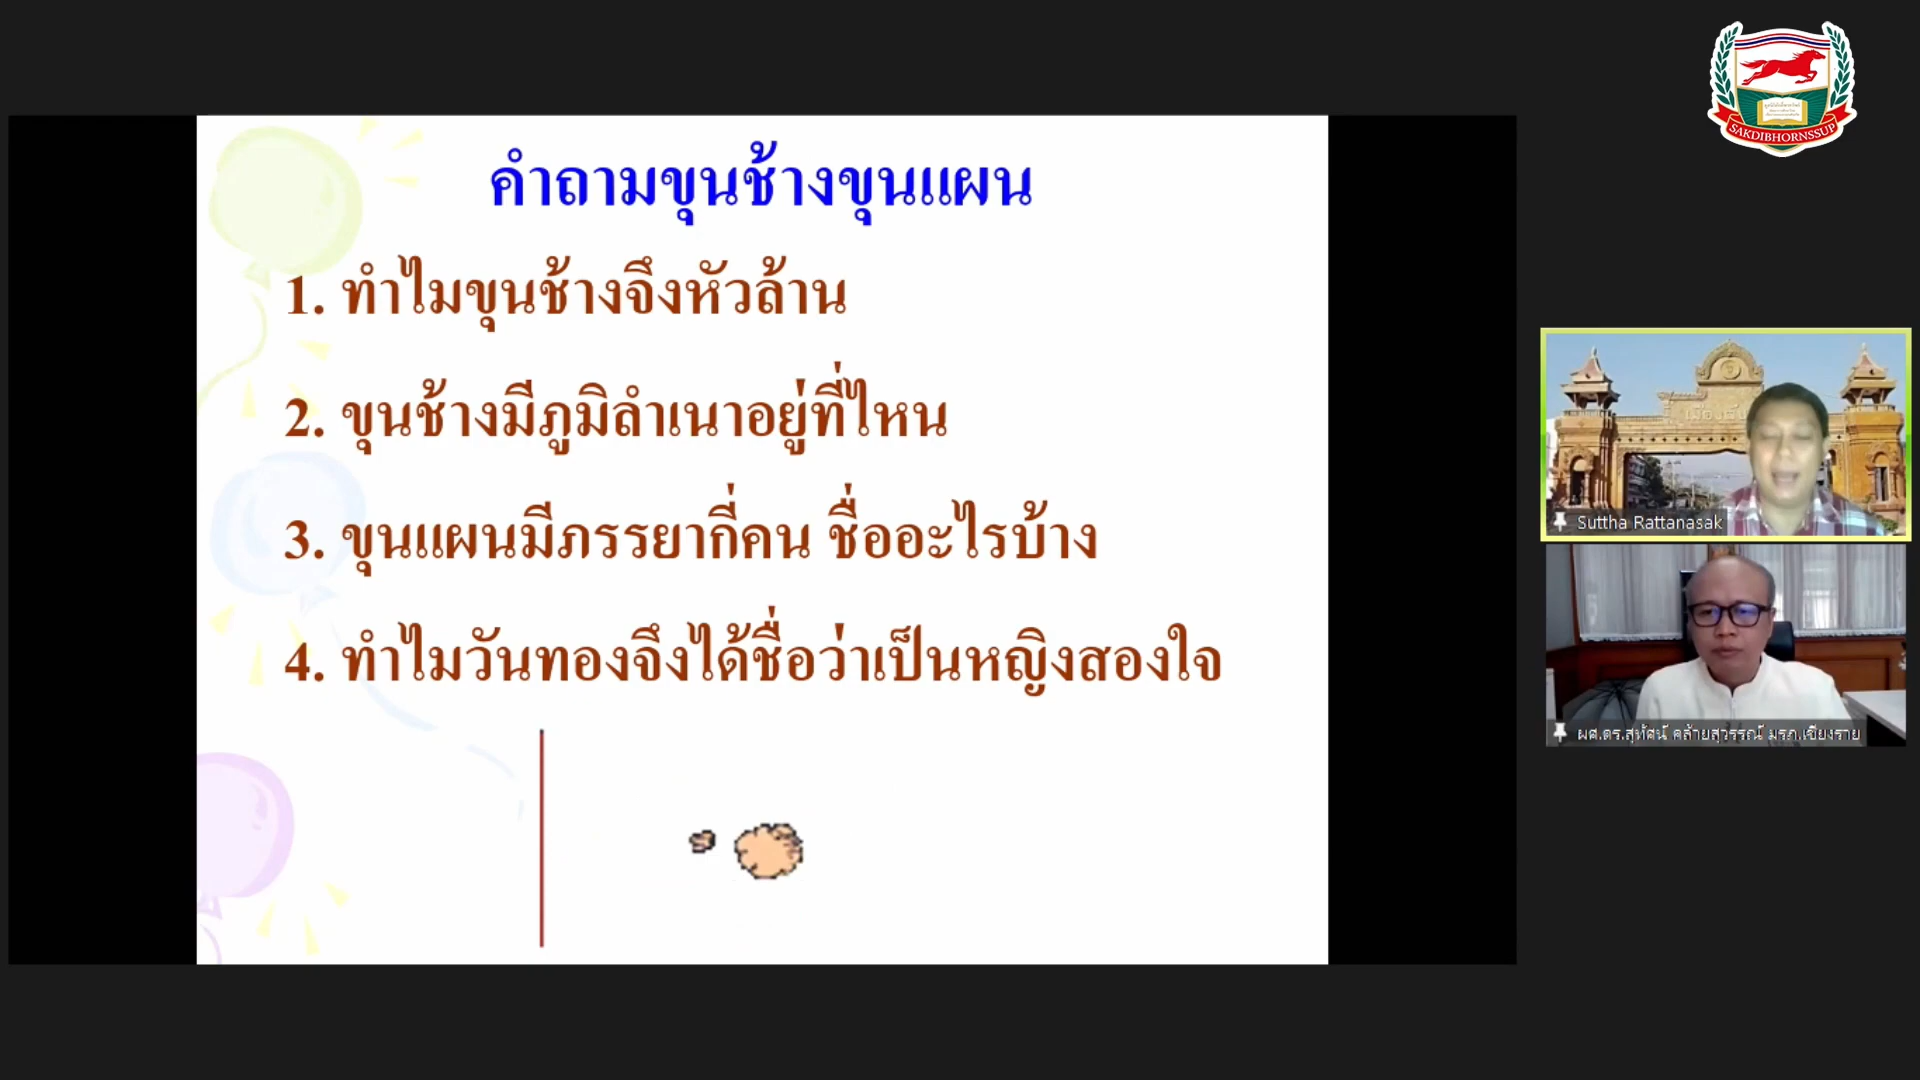 คำถามขุนช้างขุนแผน
1. ทำไมขุนช้างจึงหัวล้าน
2. ขุนช้างมีภูมิลำเนาอยู่ที่ไหน
3. ขุนแผนมีภรรยากี่คน ชื่ออะไรบ้าง
4. ทำไมวันทองจึงได้ชื่อว่าเป็นหญิงสองใจ
SAKDIBHORNSSUP
Suttha Rattanasak
ผศ.ดร.สุทัศน์ คล้ายสุวรรณ์ มรภ.เชียงราย